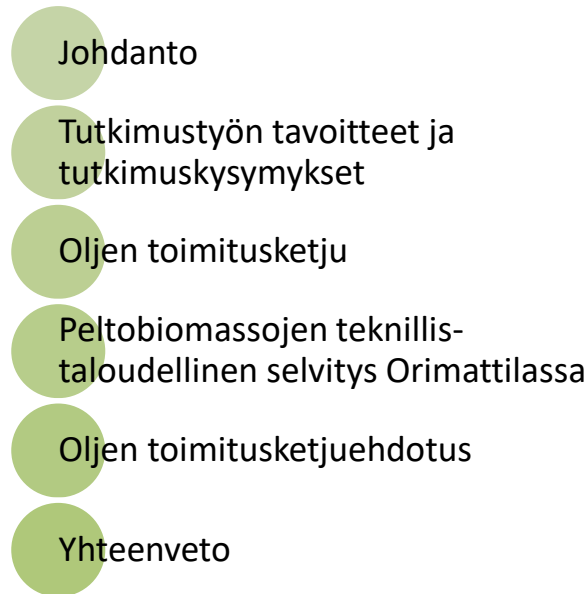 Johdanto
Tutkimustyön tavoitteet ja
tutkimuskysymykset
Oljen toimitusketju
Peltobiomassojen teknillis-
taloudellinen selvitys Orimattilassa
Oljen toimitusketjuehdotus
Yhteenveto